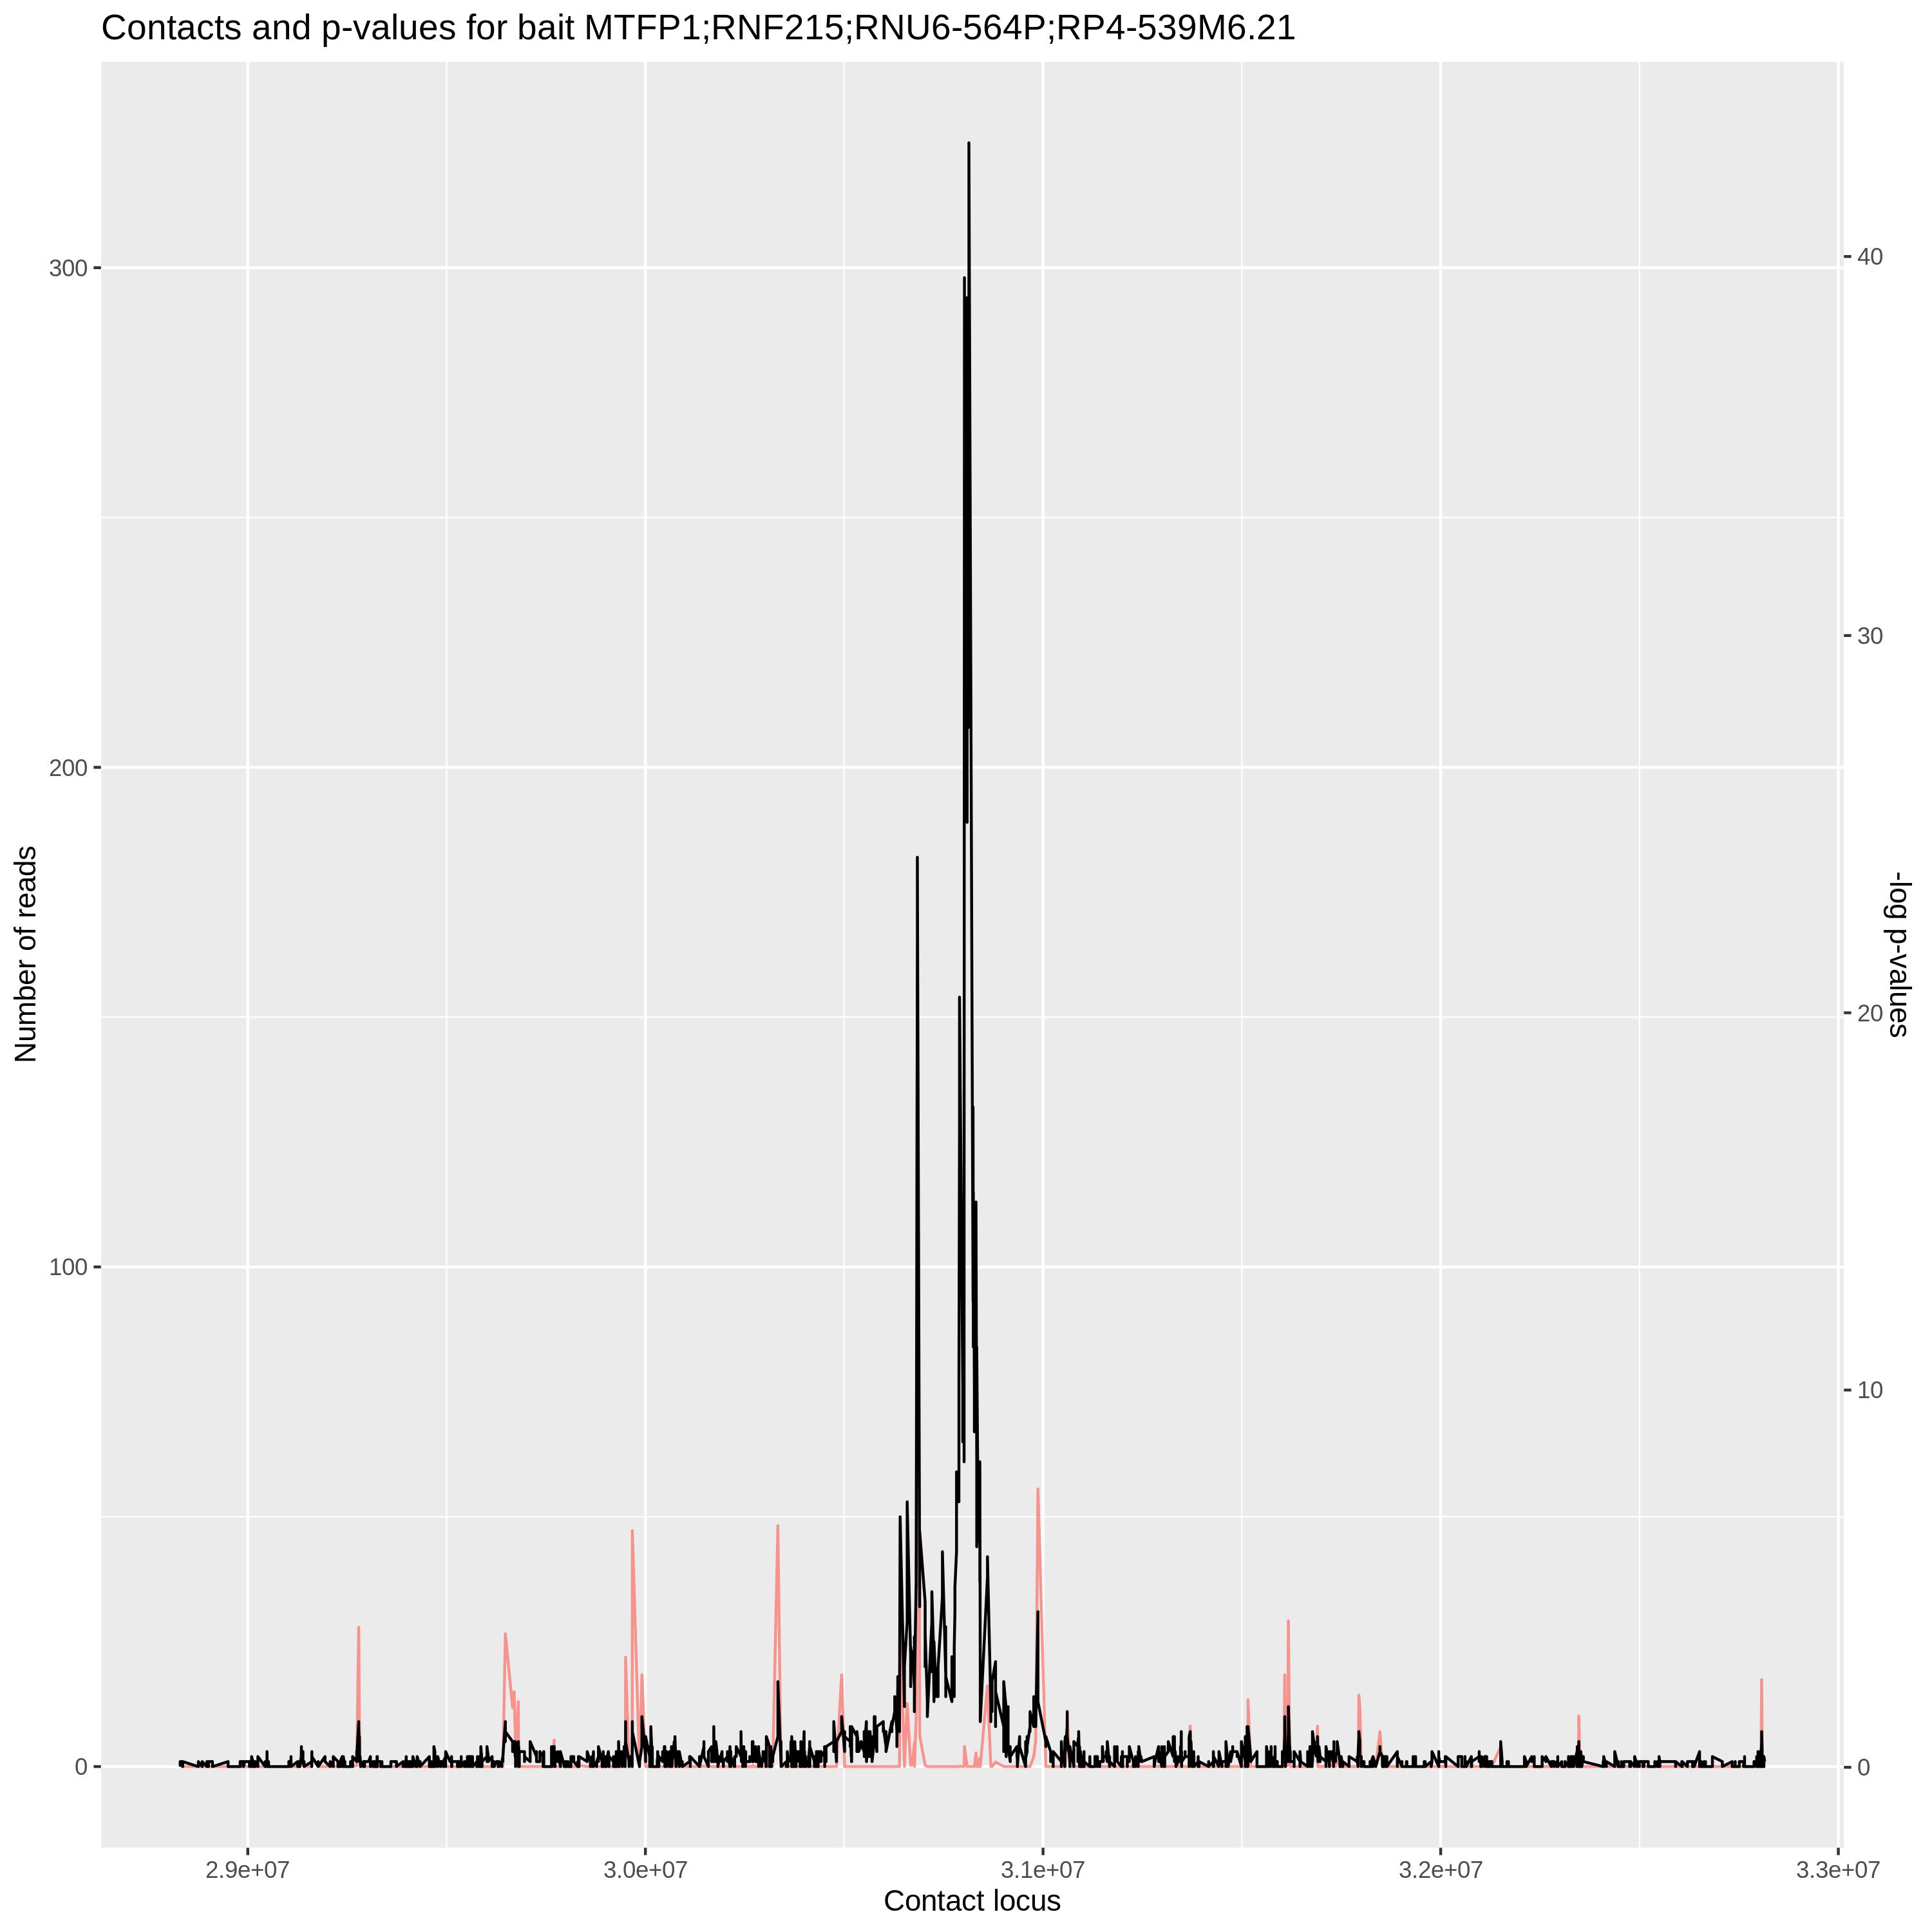 Contacts and p-values for bait MTFP1;RNF215;RNU6-564P;RP4-539M6.21
300
200
100
0
Number of reads
40
30
20
10
0
-log p-values
2.9e+07 3.0e+07 3.1e+07 3.2e+07 3.3e+07
Contact locus